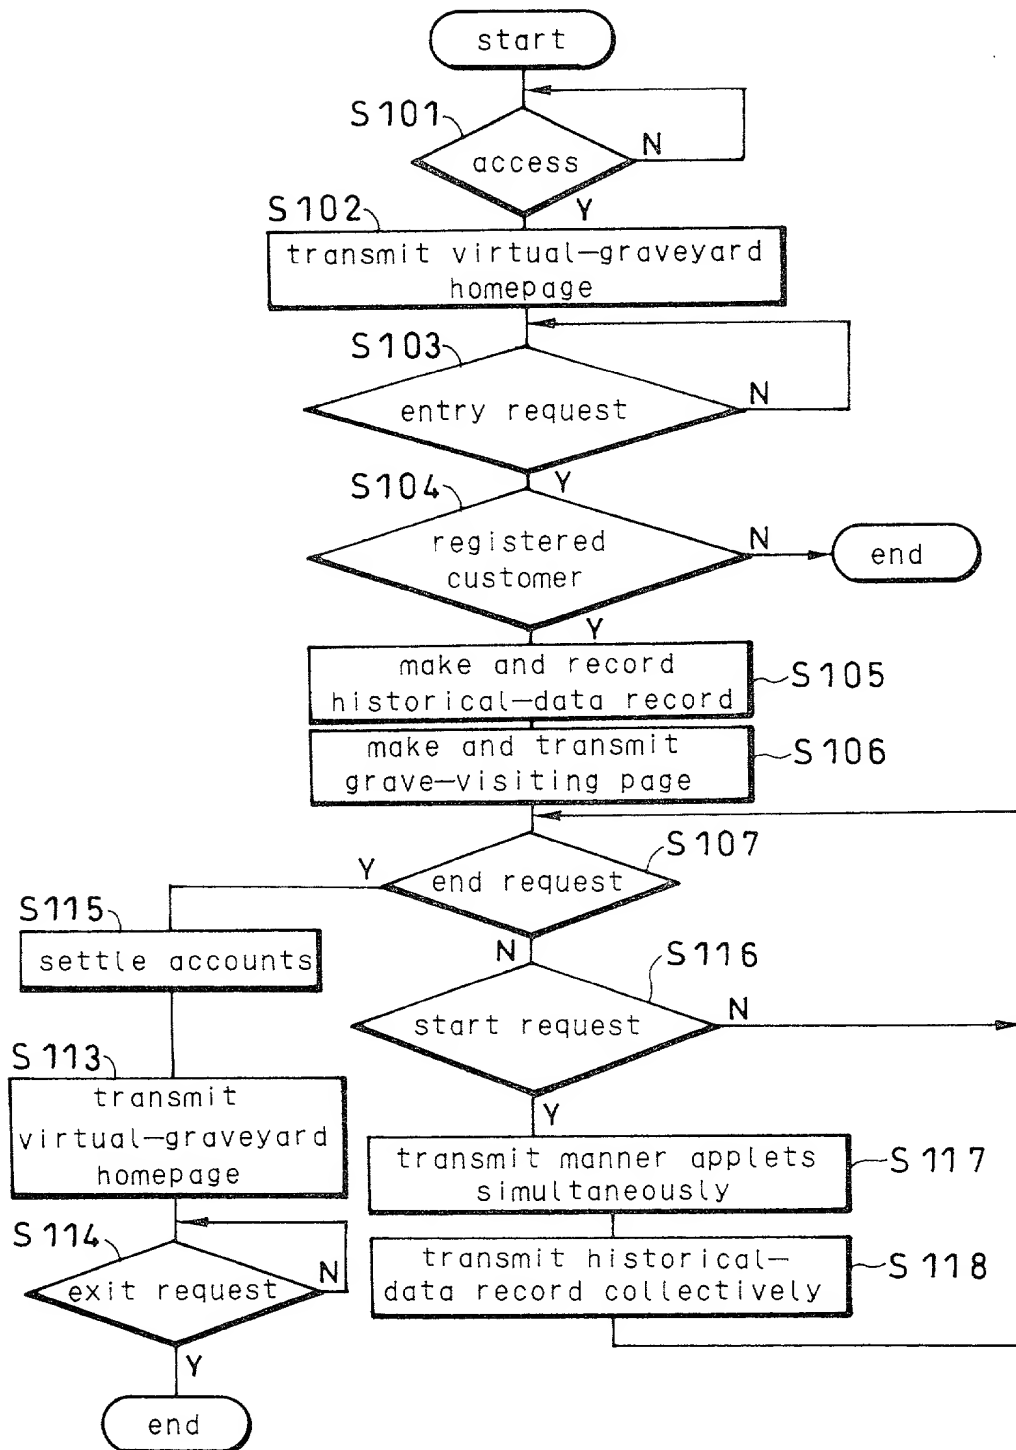 start
S101
access
N
Y
S102
transmit virtual-graveyard
homepage
S103
entry request
N
Y
S104
registered
customer
N
end
Y
make and record
historical-data record
S105
make and transmit
grave-visiting page
S106
S107
Y
end request
N
S115
settle accounts
S116
start request
N
Y
S113
transmit
virtual-graveyard
homepage
transmit manner applets
simultaneously
S117
S114
exit request
N
Y
transmit historical-
data record collectively
S118
end